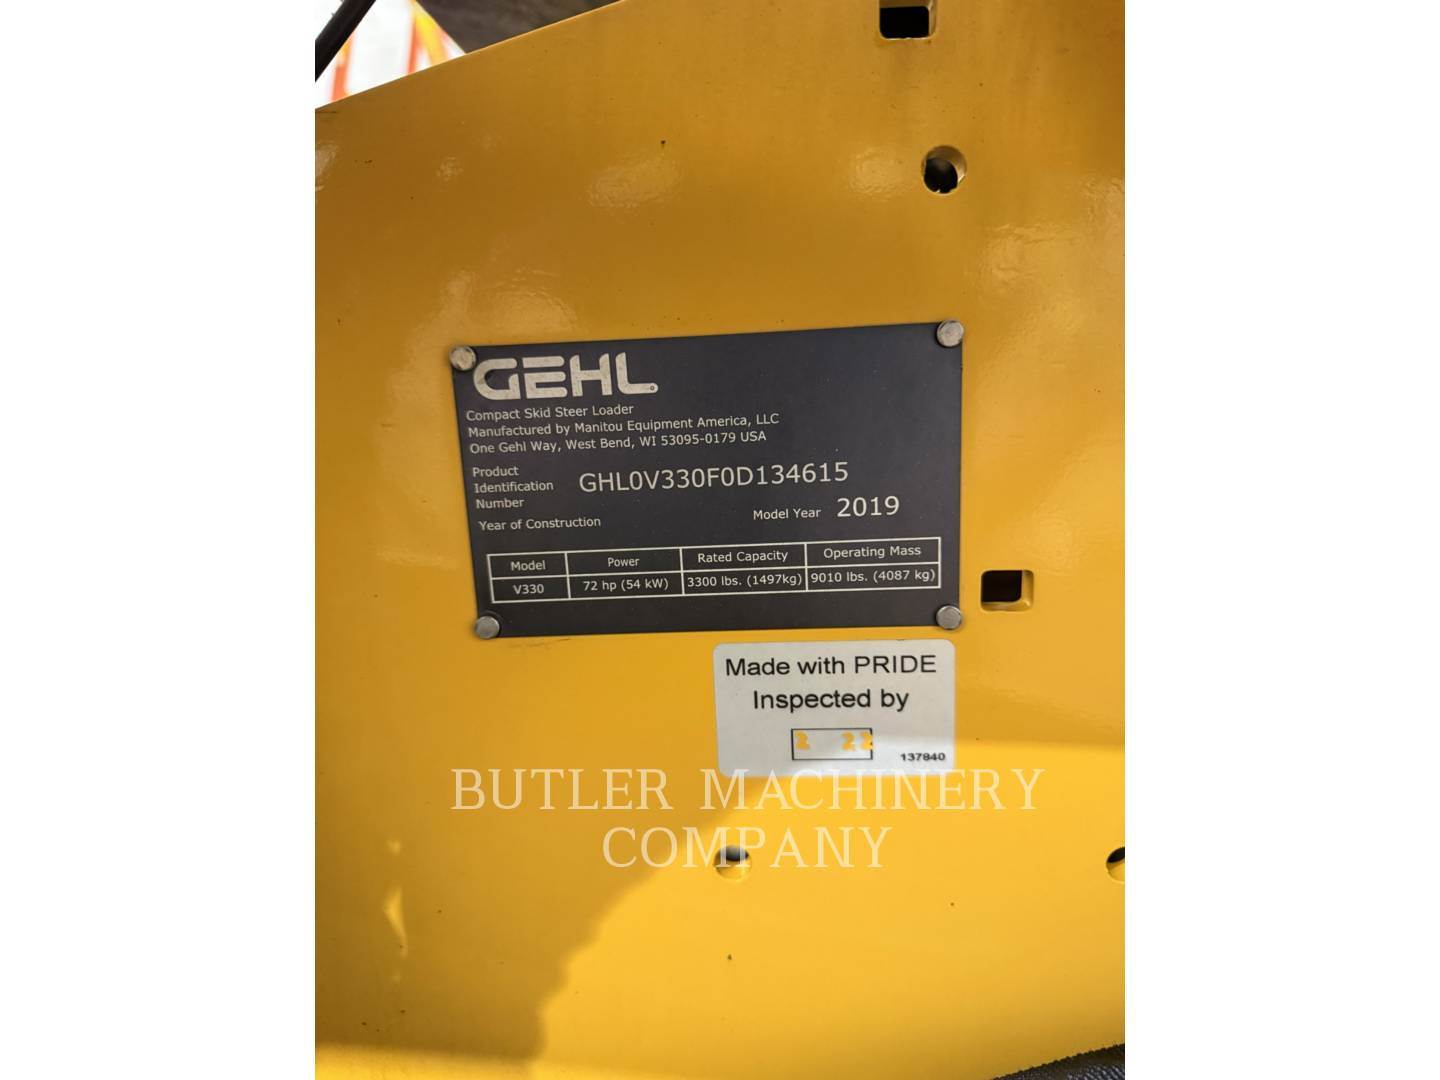 GEHL
Compact Skid Steer Loader
Manufactured by Manitou Equipment America, LLC
One Gehl Way, West Bend, WI 53095-0179 USA
Product
Identification
Number
GHL0V330F0D134615
Year of Construction
Model Year 2019
Model Power Rated Capacity Operating Mass
V330 72 hp (54 kW) 3300 lbs. (1497kg) 9010 lbs. (4087 kg)
Made with PRIDE
Inspected by
2 22
137840
BUTLER MACHINERY
COMPANY